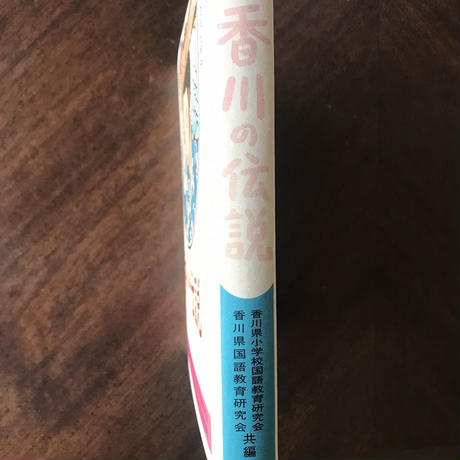 香川の伝説
香川県小学校国語教育研究会
香川県国語教育研究会
共編